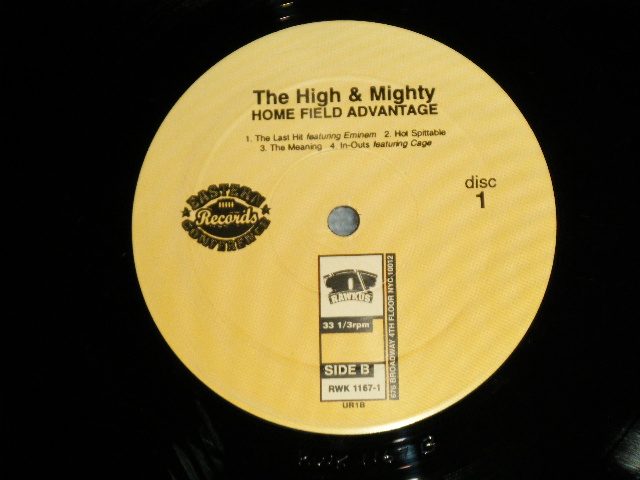 The High & Mighty
HOME FIELD ADVANTAGE
1. The Last Hit featuring Eminem 2. Hot Spittable
3. The Meaning 4. In-Outs featuring Cage
disc
1
EASTERN
Records
CONFERENCE
RAWKUS
33 1/3rpm
SIDE B
RWK 1167-1
676 BROADWAY 4TH FLOOR NYC 10012
UR1B